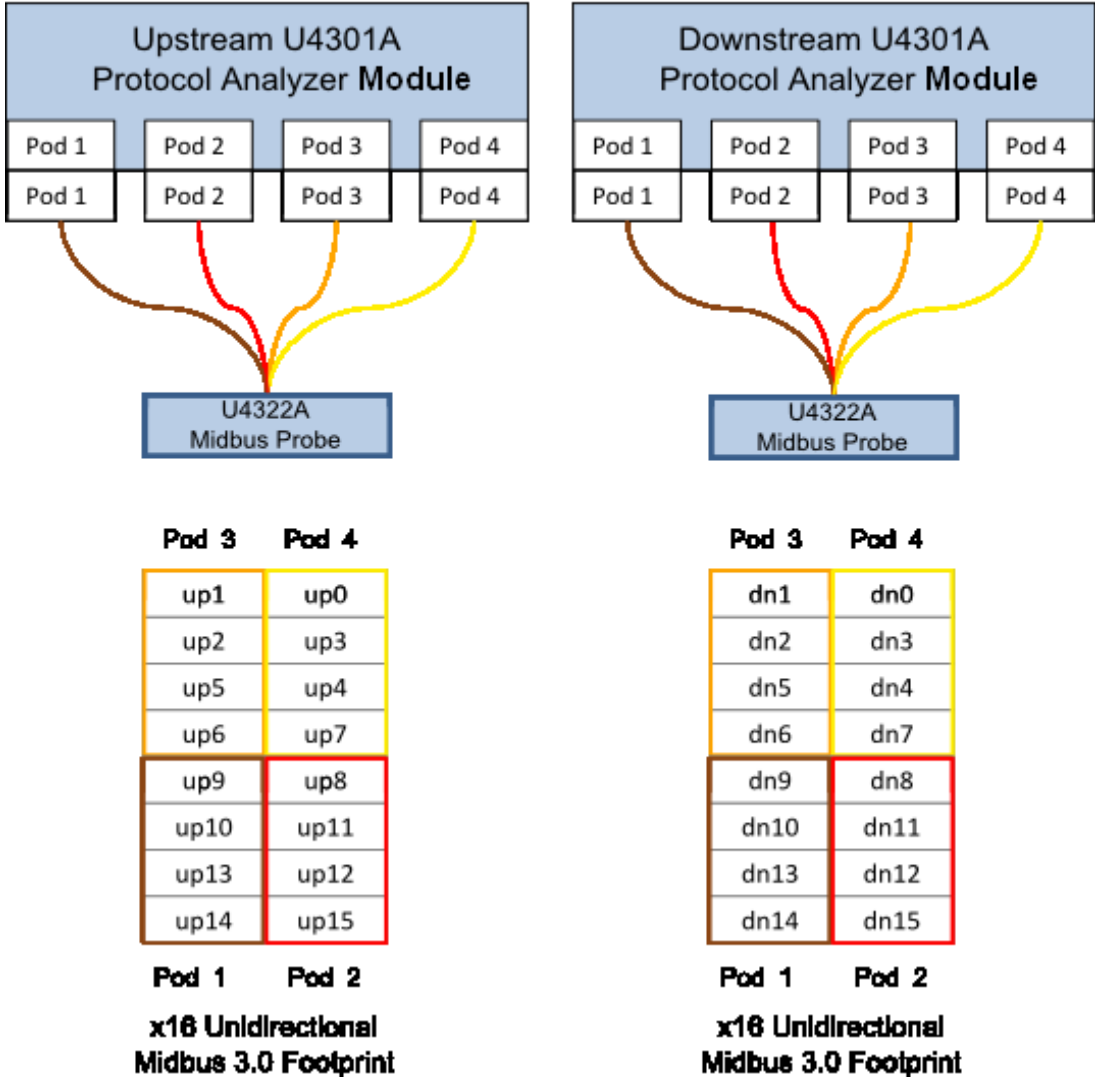 Upstream U4301A
Protocol Analyzer Module
Pod 1 Pod 2 Pod 3 Pod 4
Pod 1 Pod 2 Pod 3 Pod 4
U4322A
Midbus Probe
Pod 3 Pod 4
up1 up0
up2 up3
up5 up4
up6 up7
up9 up8
up10 up11
up13 up12
up14 up15
Pod 1 Pod 2
x16 Unidirectional
Midbus 3.0 Footprint
Downstream U4301A
Protocol Analyzer Module
Pod 1 Pod 2 Pod 3 Pod 4
Pod 1 Pod 2 Pod 3 Pod 4
U4322A
Midbus Probe
Pod 3 Pod 4
dn1 dn0
dn2 dn3
dn5 dn4
dn6 dn7
dn9 dn8
dn10 dn11
dn13 dn12
dn14 dn15
Pod 1 Pod 2
x16 Unidirectional
Midbus 3.0 Footprint